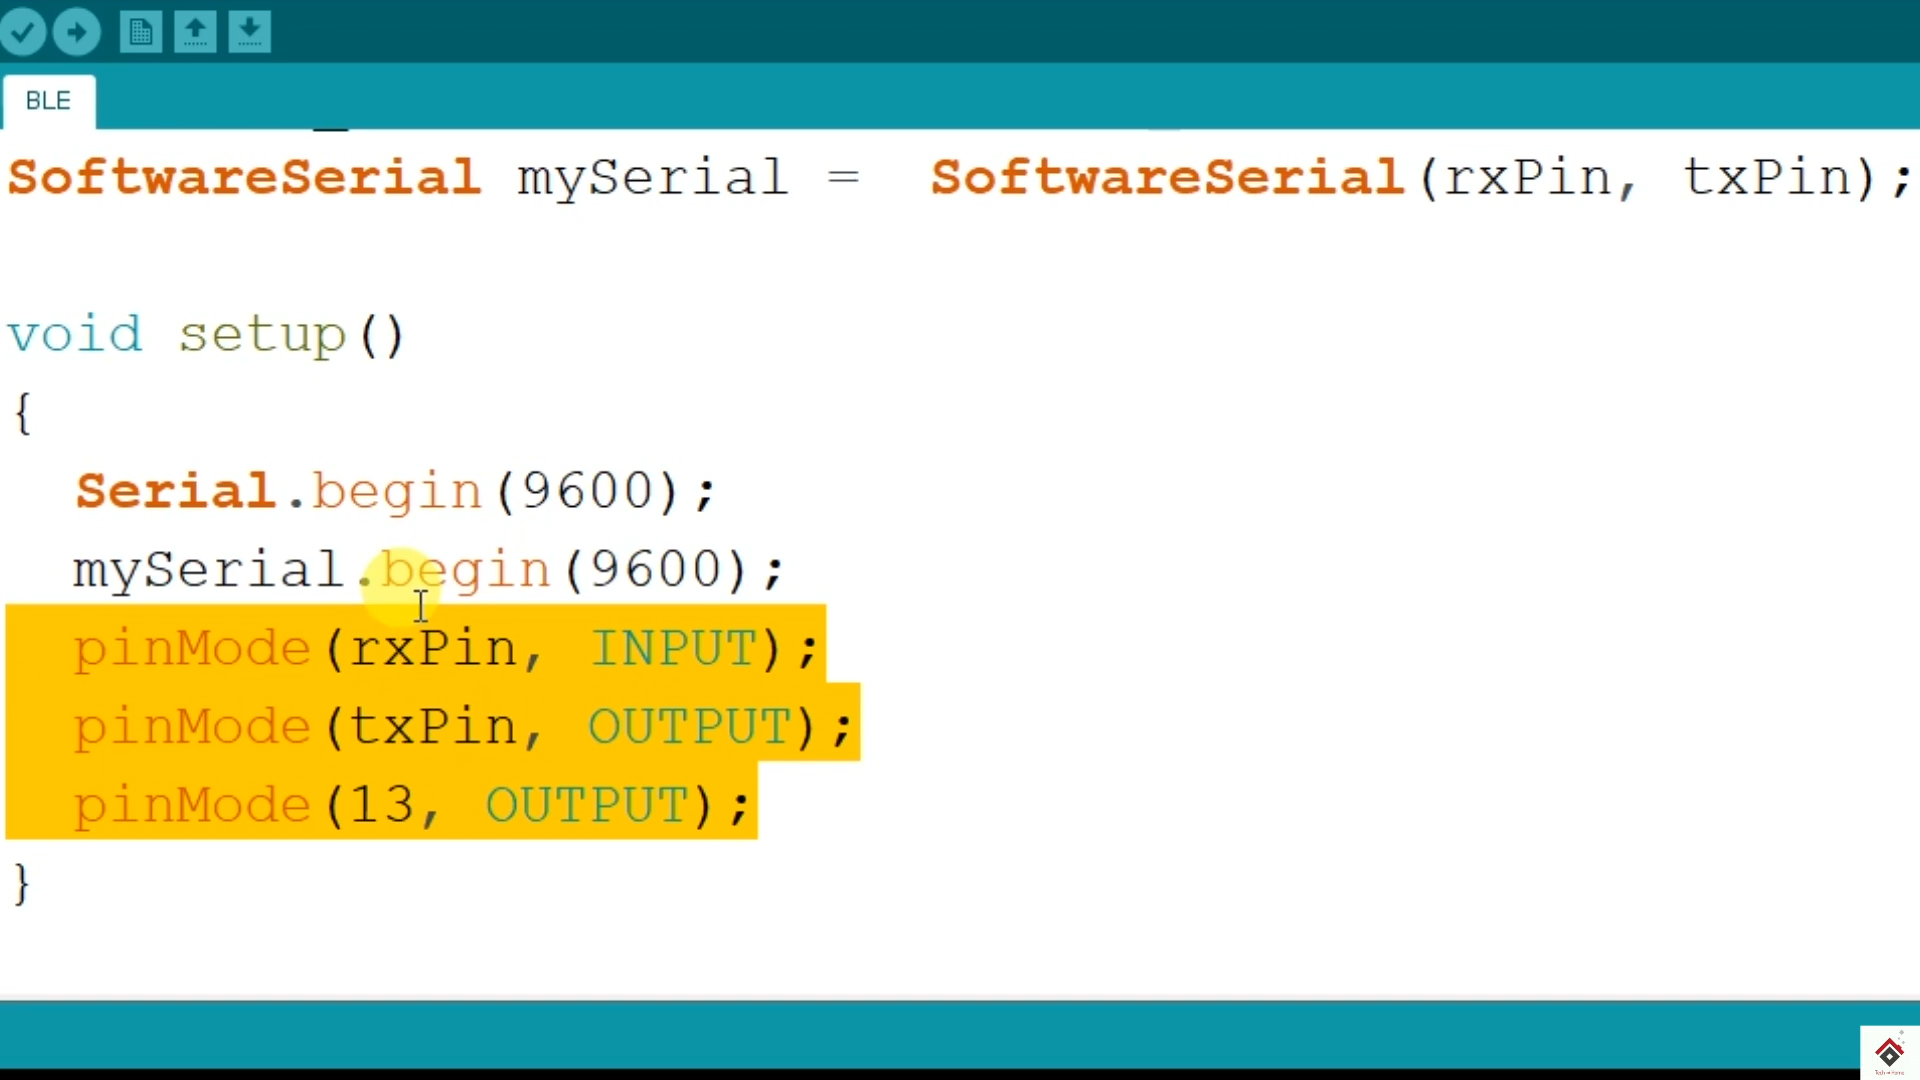 BLE
SoftwareSerial mySerial =  SoftwareSerial(rxPin, txPin);
void setup()
{
Serial.begin(9600);
mySerial.begin(9600);
pinMode(rxPin, INPUT);
pinMode(txPin, OUTPUT);
pinMode(13, OUTPUT);
}